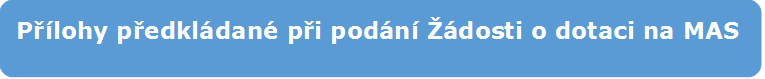 Přílohy předkládané při podání Žádosti o dotaci na MAS